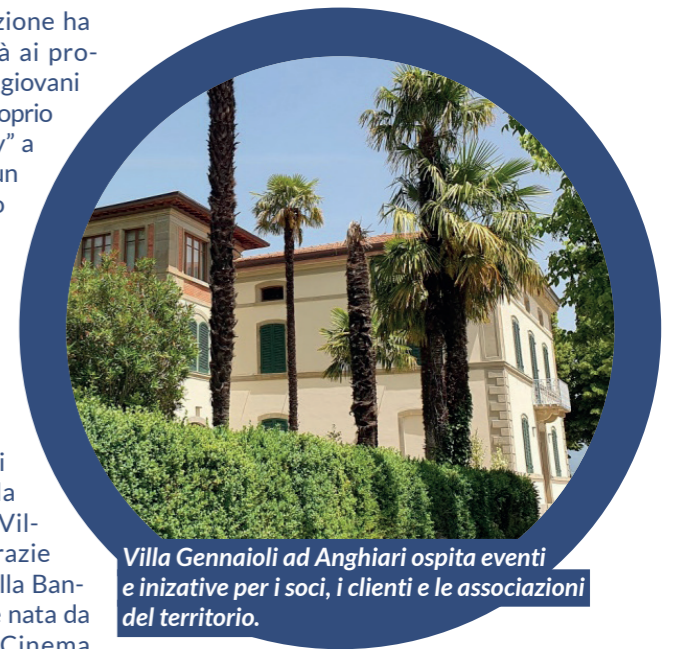 zione ha
à ai pro-
giovani
oprio
” a
un
o
i
la
Vil-
razie
lla Ban-
e nata da
Cinema
Villa Gennaioli ad Anghiari ospita eventi
e inizative per i soci, i clienti e le associazioni
del territorio.